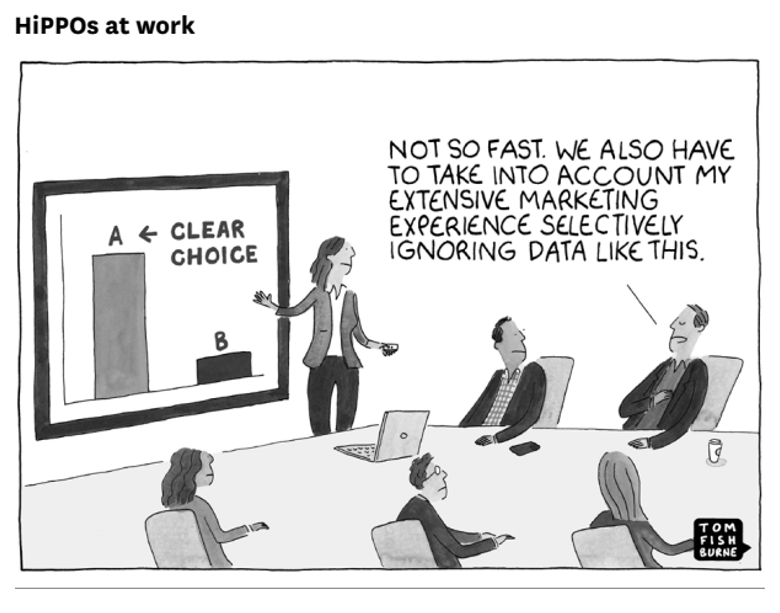 HiPPOs at work
NOT SO FAST. WE ALSO HAVE
TO TAKE INTO ACCOUNT MY
EXTENSIVE MARKETING
EXPERIENCE SELECTIVELY
IGNORING DATA LIKE THIS.
A ← CLEAR
CHOICE
B
TOM
FISH
BURNE